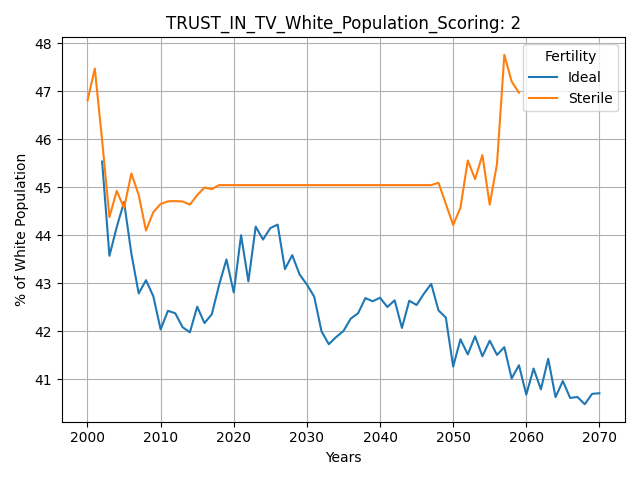 TRUST_IN_TV_White_Population_Scoring: 2
Fertility
Ideal
Sterile
% of White Population
48
47
46
45
44
43
42
41
2000 2010 2020 2030 2040 2050 2060 2070
Years